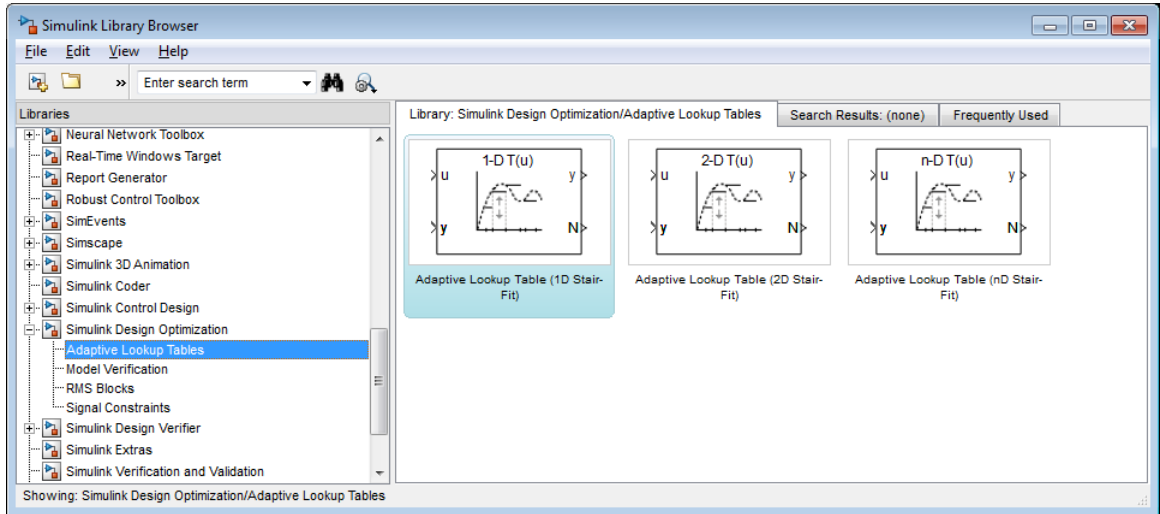 Simulink Library Browser
File Edit View Help
» Enter search term
Libraries
Neural Network Toolbox
Real-Time Windows Target
Report Generator
Robust Control Toolbox
SimEvents
Simscape
Simulink 3D Animation
Simulink Coder
Simulink Control Design
Simulink Design Optimization
Adaptive Lookup Tables
Model Verification
RMS Blocks
Signal Constraints
Simulink Design Verifier
Simulink Extras
Simulink Verification and Validation
Library: Simulink Design Optimization/Adaptive Lookup Tables Search Results: (none) Frequently Used
1-D T(u)
u y
y N
Adaptive Lookup Table (1D Stair-
Fit)
2-D T(u)
u y
y N
Adaptive Lookup Table (2D Stair-
Fit)
n-D T(u)
u y
y N
Adaptive Lookup Table (nD Stair-
Fit)
Showing: Simulink Design Optimization/Adaptive Lookup Tables